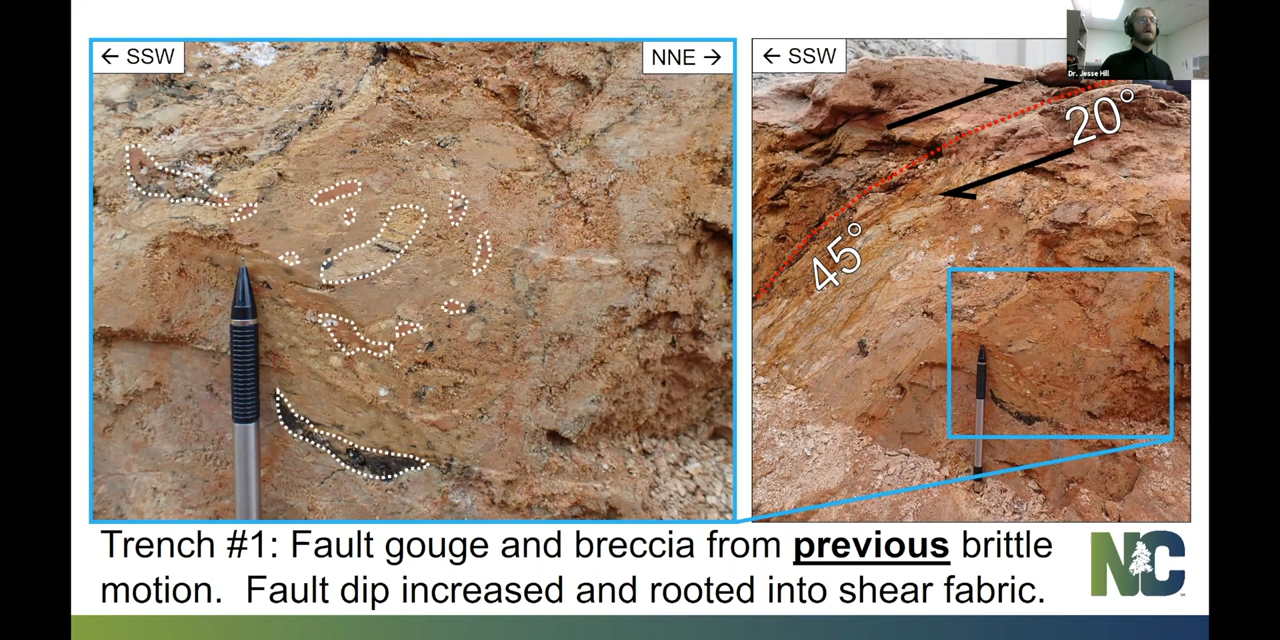 ← SSW
NNE →
← SSW
Dr. Jesse Hill
20°
45°
Trench #1: Fault gouge and breccia from previous brittle
motion. Fault dip increased and rooted into shear fabric.
NC